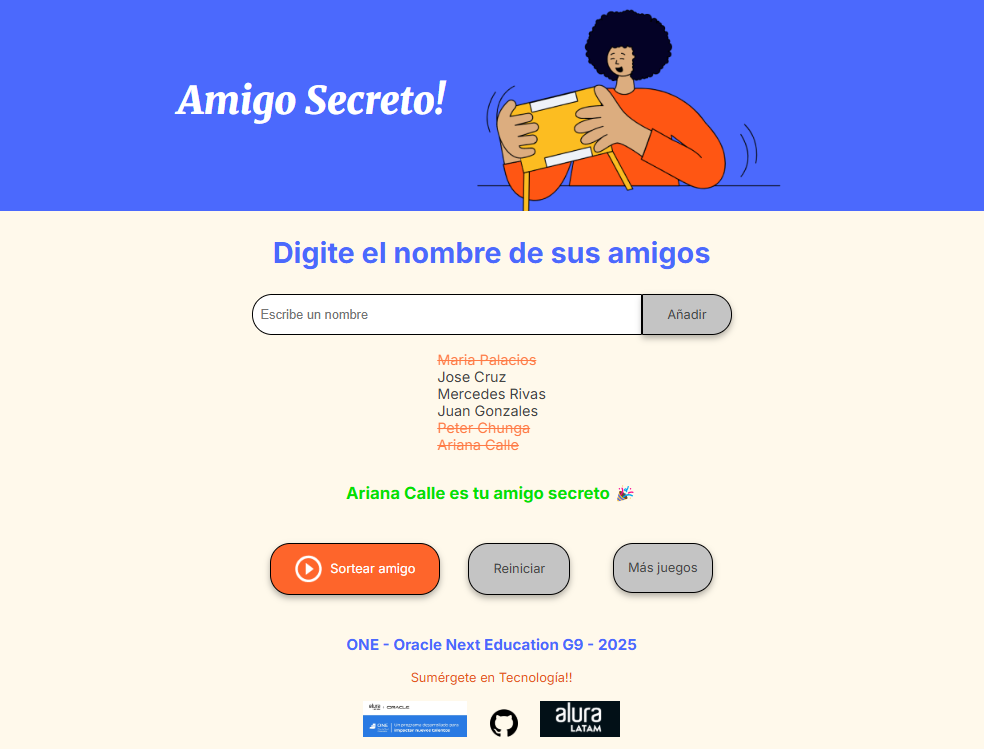 Amigo Secreto!
Digite el nombre de sus amigos
Escribe un nombre
Añadir
Maria Palacios
Jose Cruz
Mercedes Rivas
Juan Gonzales
Peter Chunga
Ariana Calle
Ariana Calle es tu amigo secreto 🎉
Sortear amigo
Reiniciar
Más juegos
ONE - Oracle Next Education G9 - 2025
Sumérgete en Tecnología!!
alura + ORACLE
ONE
Un programa desarrollado para
impactar nuevos talentos
alura
LATAM